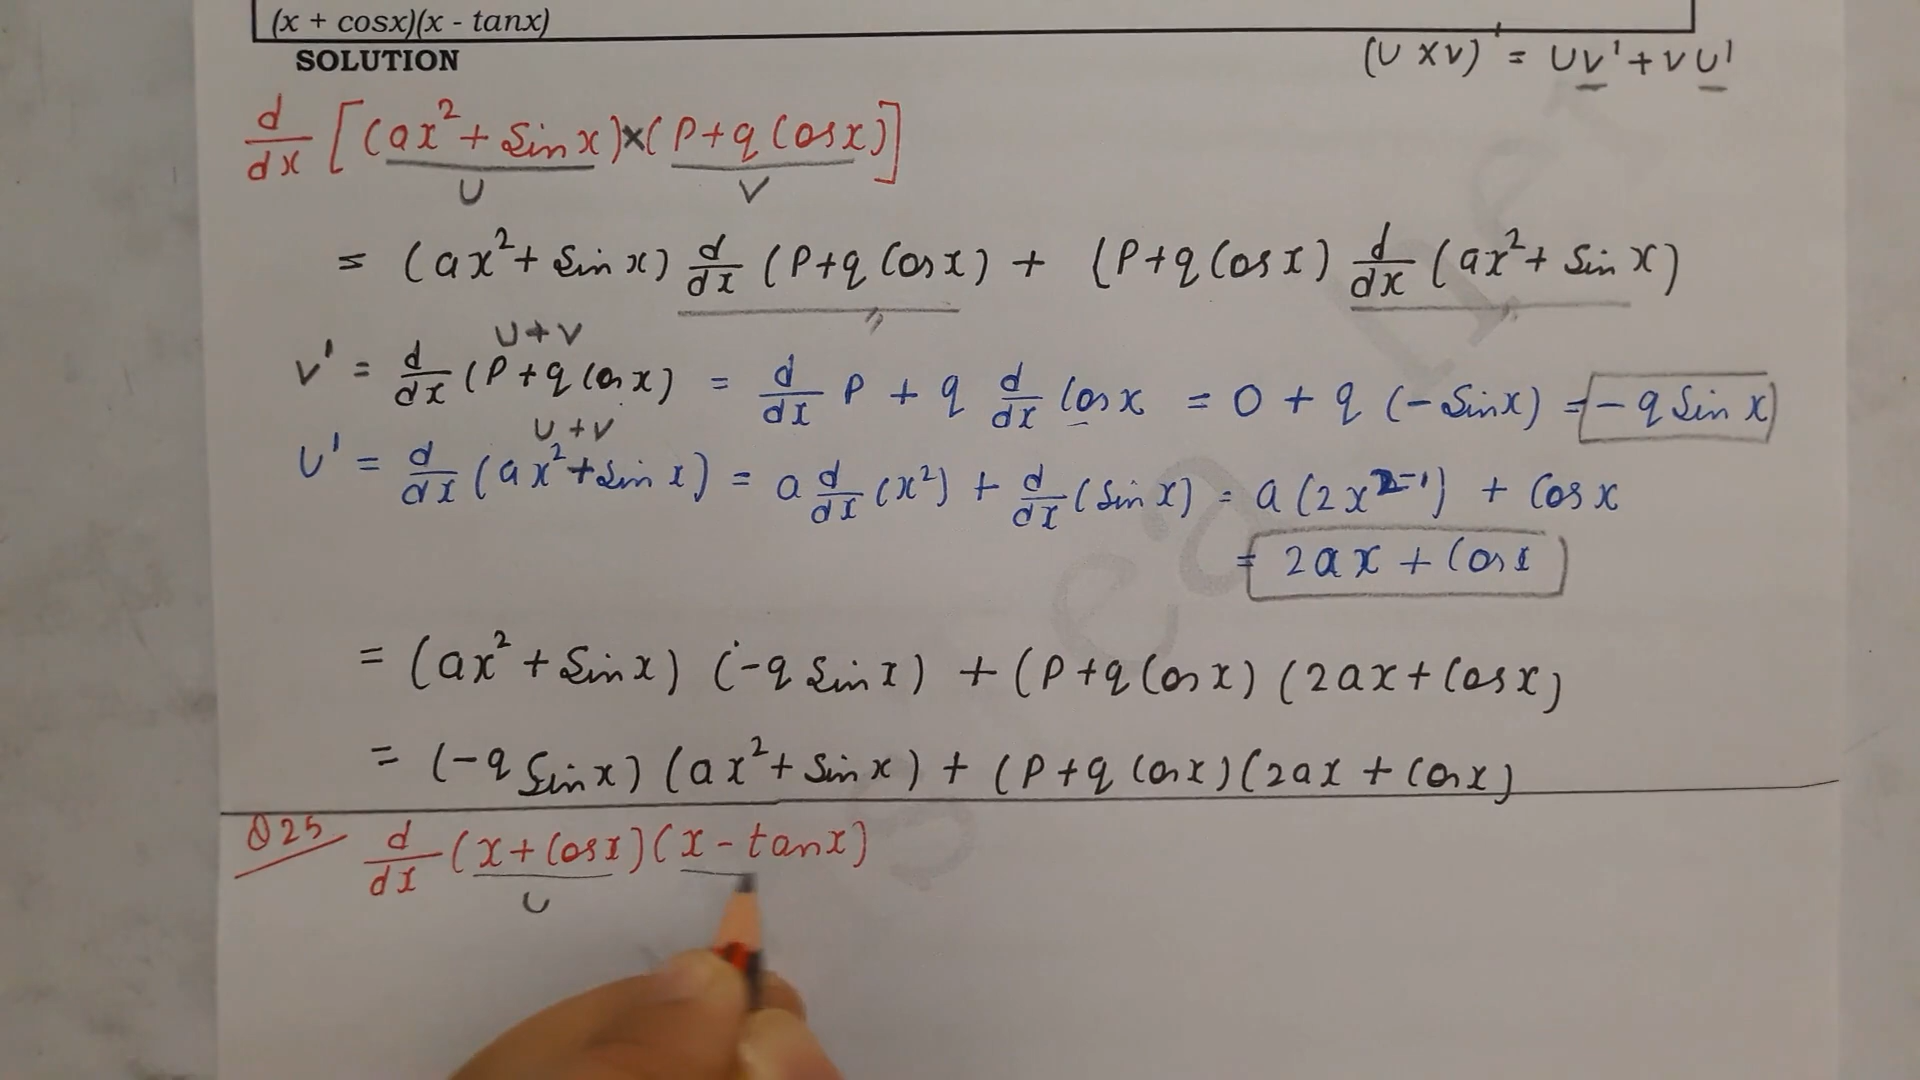 (x + cosx)(x - tanx)
SOLUTION
(U × V)' = UV' + VU'
d/dx [(ax² + Sin x) × (P + q Cos x)]
U V
= (ax² + Sin x) d/dx (P + q Cos x) + (P + q Cos x) d/dx (ax² + Sin x)
U + V
V' = d/dx (P + q Cos x) = d/dx P + q d/dx Cos x = 0 + q (-Sin x) = -q Sin x
U + V
U' = d/dx (ax² + Sin x) = a d/dx (x²) + d/dx (Sin x) = a (2x²⁻¹) + Cos x
= 2ax + Cos x
= (ax² + Sin x) (-q Sin x) + (P + q Cos x) (2ax + Cos x)
= (-q Sin x) (ax² + Sin x) + (P + q Cos x) (2ax + Cos x)
Q25 d/dx (x + Cos x) (x - tan x)
U